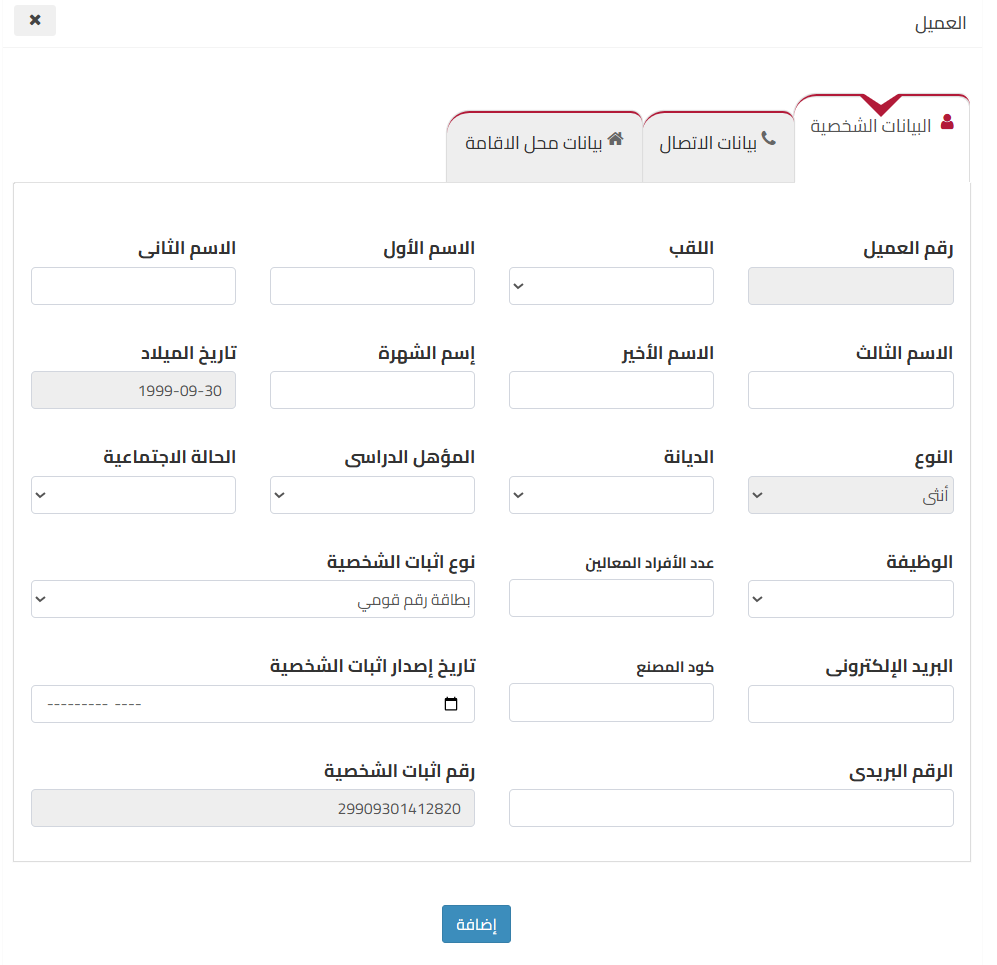 العميل
البيانات الشخصية
بيانات الاتصال
بيانات محل الاقامة
رقم العميل
اللقب
الاسم الأول
الاسم الثانى
الاسم الثالث
الاسم الأخير
إسم الشهرة
تاريخ الميلاد
1999-09-30
النوع
الديانة
المؤهل الدراسى
الحالة الاجتماعية
أنثى
الوظيفة
عدد الأفراد المعالين
نوع اثبات الشخصية
بطاقة رقم قومي
البريد الإلكترونى
كود المصنع
تاريخ إصدار اثبات الشخصية
--------- ----
الرقم البريدى
رقم اثبات الشخصية
29909301412820
إضافة